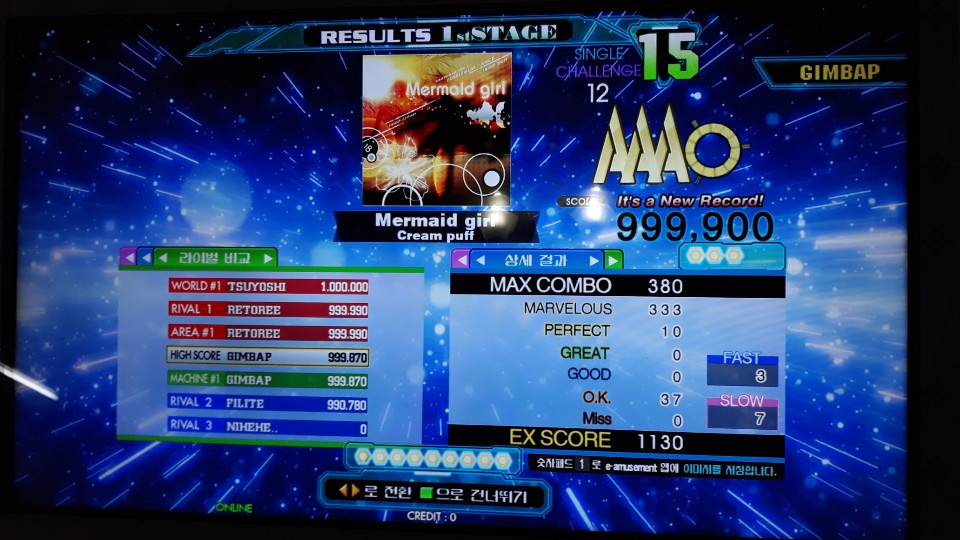 RESULTS 1stSTAGE
SINGLE
CHALLENGE
15
12
GIMBAP
Mermaid girl
AAA
SCORE
It's a New Record!
999,900
Mermaid girl
Cream puff
라이벌 비교
WORLD #1 TSUYOSHI 1.000.000
RIVAL 1 RETOREE 999.990
AREA #1 RETOREE 999.990
HIGH SCORE GIMBAP 999.870
MACHINE #1 GIMBAP 999.870
RIVAL 2 FILITE 990.780
RIVAL 3 NIHEHE.. 0
상세 결과
MAX COMBO 380
MARVELOUS 333
PERFECT 10
GREAT 0
GOOD 0
O.K. 37
Miss 0
EX SCORE 1130
FAST
3
SLOW
7
숫자패드 1 로 e-amusement 앱에 이미지를 저장합니다.
로 전환 으로 건너뛰기
ONLINE
CREDIT : 0